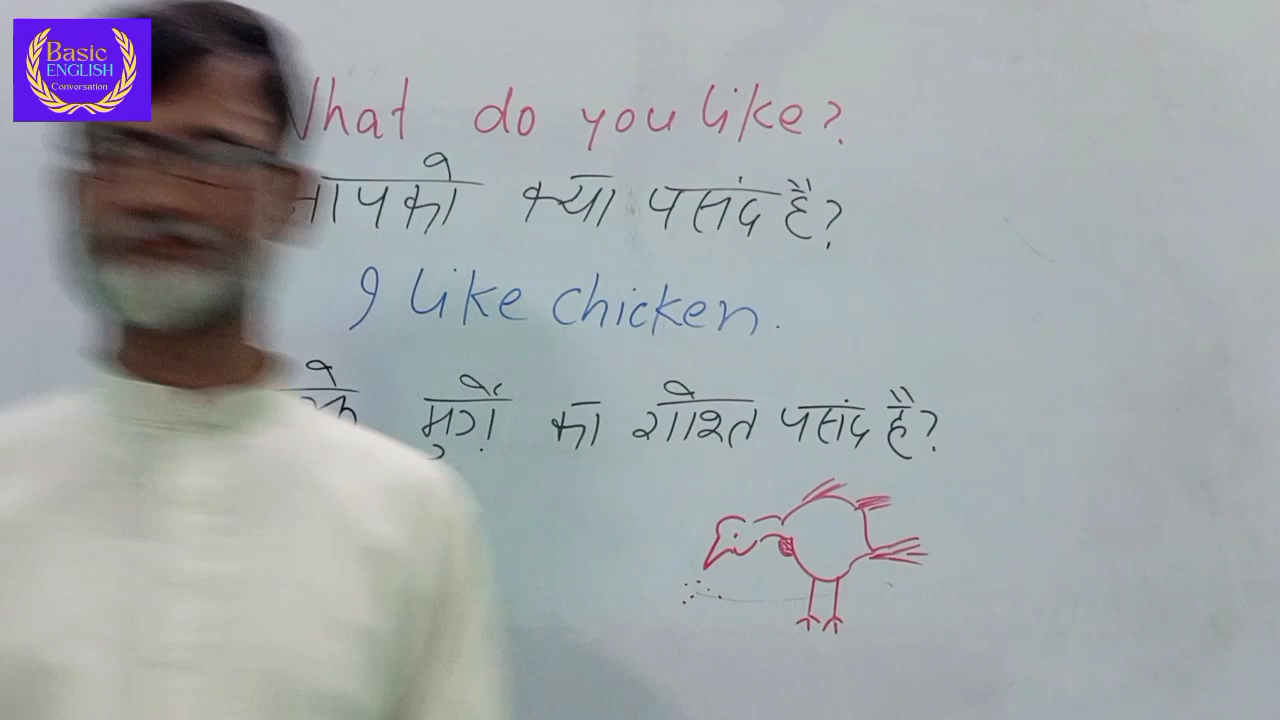 Basic
ENGLISH
Conversation
What do you like?
आपको क्या पसंद है?
I like chicken.
मुर्गे का गोश्त पसंद है?